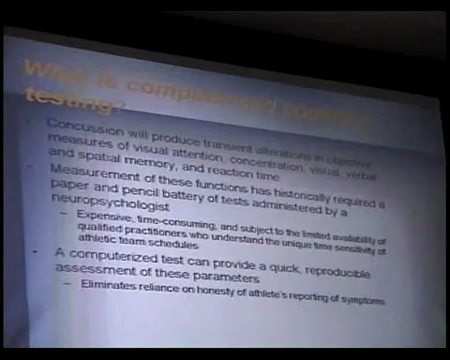 What is computerized
testing?
Concussion will produce transient alterations in objective
measures of visual attention, concentration, visual, verbal
and spatial memory, and reaction time
Measurement of these functions has historically required a
paper and pencil battery of tests administered by a
neuropsychologist
– Expensive, time-consuming, and subject to the limited availability of
qualified practitioners who understand the unique time sensitivity of
athletic team schedules
A computerized test can provide a quick, reproducible
assessment of these parameters
– Eliminates reliance on honesty of athlete's reporting of symptoms